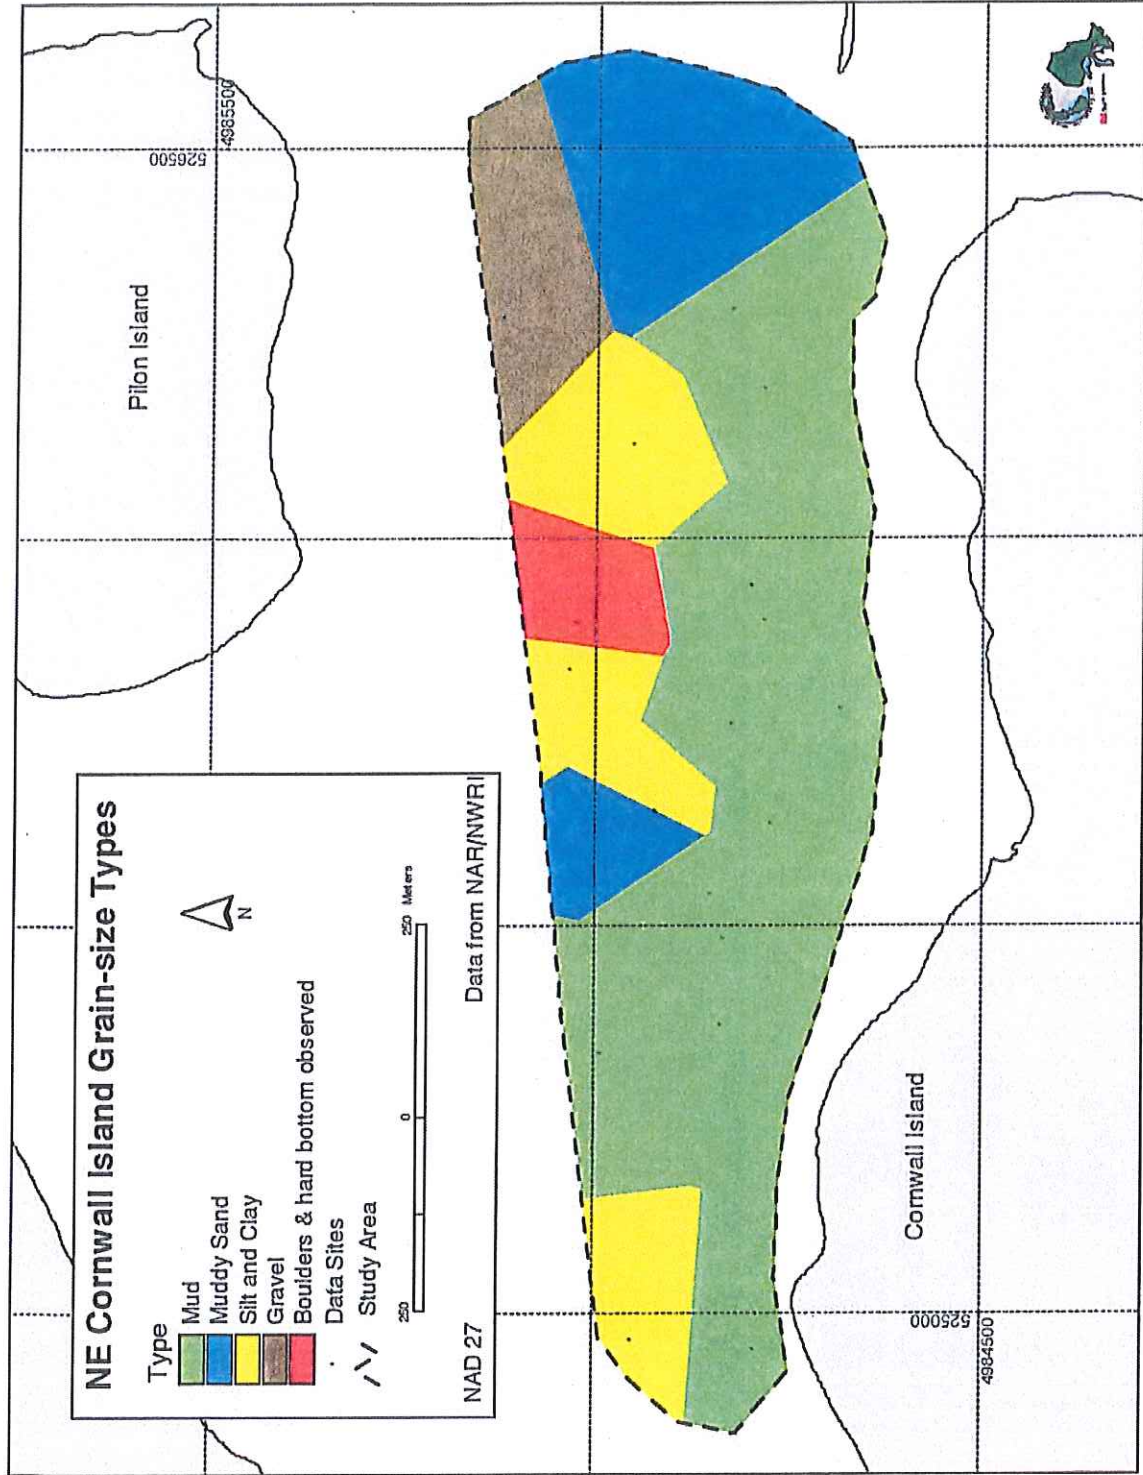 NE Cornwall Island Grain-size Types
N
Type
Mud
Muddy Sand
Silt and Clay
Gravel
Boulders & hard bottom observed
Data Sites
Study Area
250
0
250
Meters
NAD 27
Data from NAR/NWRI
Pilon Island
526500
4985500
Cornwall Island
525000
4984500